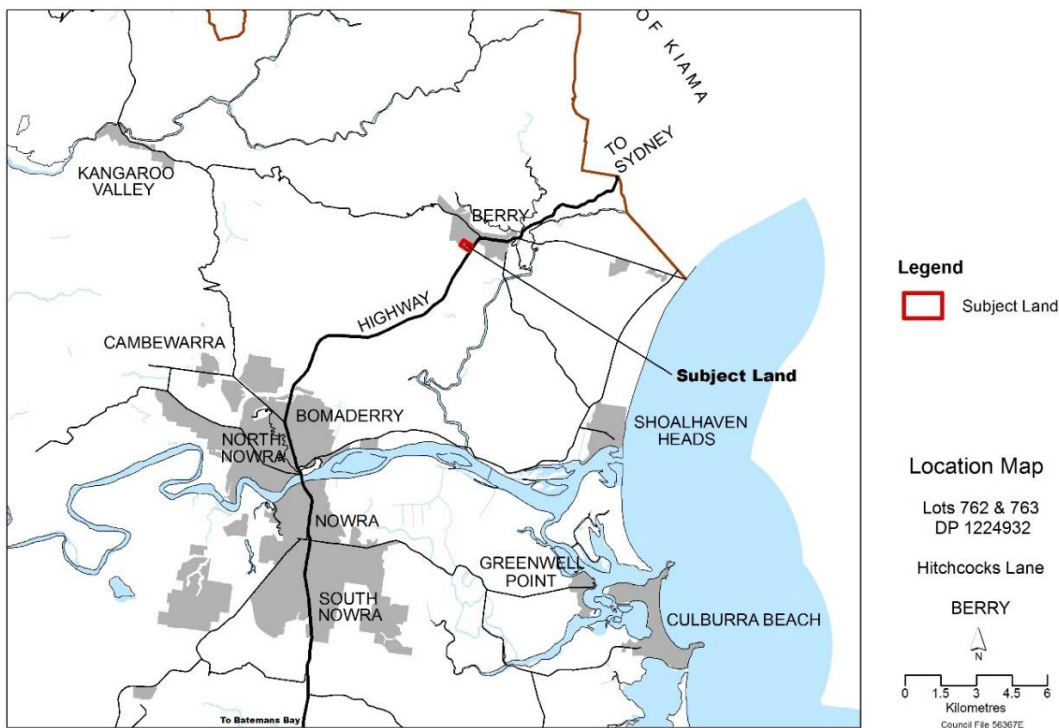 OF KIAMA
TO
SYDNEY
KANGAROO
VALLEY
BERRY
HIGHWAY
CAMBEWARRA
Subject Land
BOMADERRY
SHOALHAVEN
HEADS
NORTH
NOWRA
NOWRA
GREENWELL
POINT
SOUTH
NOWRA
CULBURRA BEACH
To Batemans Bay
Legend
Subject Land
Location Map
Lots 762 & 763
DP 1224932
Hitchcocks Lane
BERRY
N
0 1.5 3 4.5 6
Kilometres
Council File 56367E